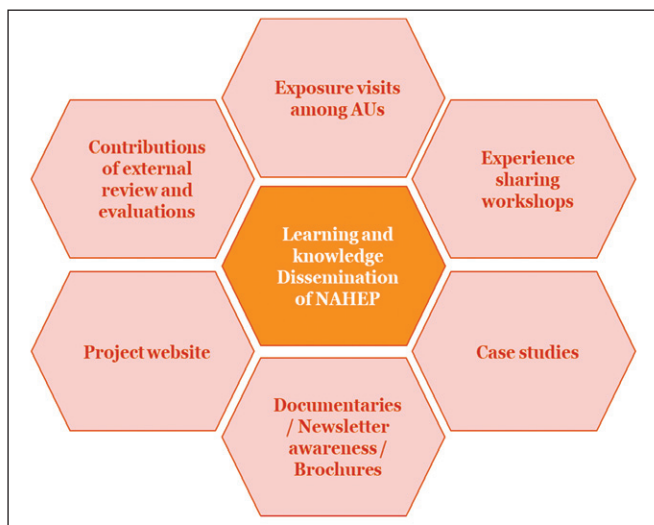 Exposure visits
among AUs
Contributions
of external
review and
evaluations
Experience
sharing
workshops
Learning and
knowledge
Dissemination
of NAHEP
Project website
Case studies
Documentaries
/ Newsletter
awareness /
Brochures